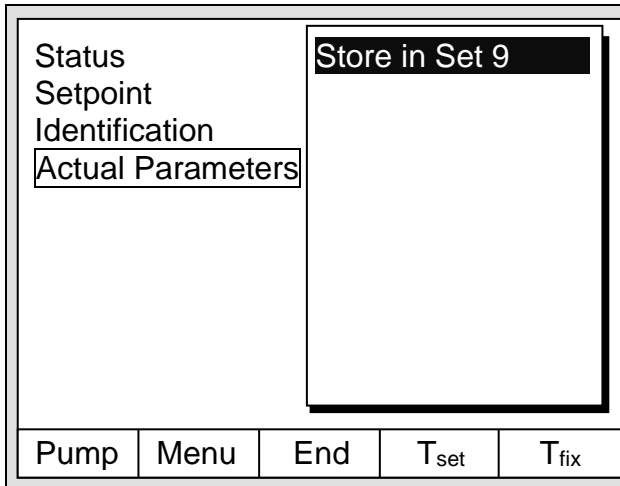 Status
Setpoint
Identification
Actual Parameters
Store in Set 9
Pump Menu End Tset Tfix